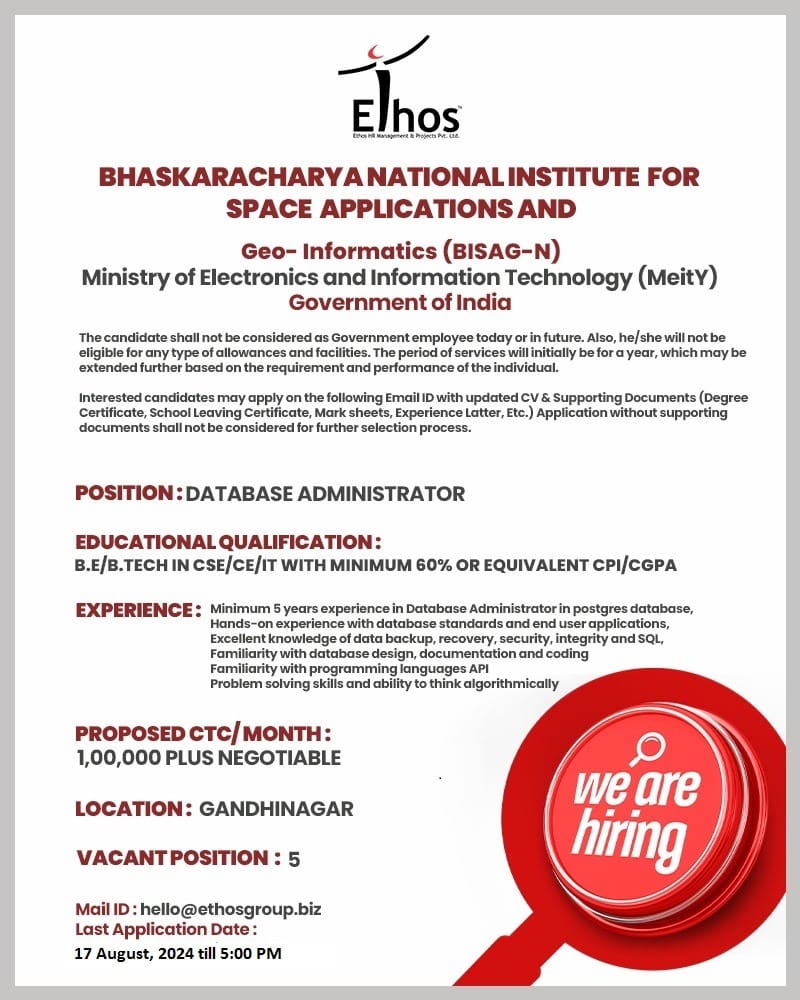 Ethos™
Ethos HR Management & Projects Pvt. Ltd.
BHASKARACHARYA NATIONAL INSTITUTE FOR
SPACE APPLICATIONS AND
Geo- Informatics (BISAG-N)
Ministry of Electronics and Information Technology (MeitY)
Government of India
The candidate shall not be considered as Government employee today or in future. Also, he/she will not be
eligible for any type of allowances and facilities. The period of services will initially be for a year, which may be
extended further based on the requirement and performance of the individual.
Interested candidates may apply on the following Email ID with updated CV & Supporting Documents (Degree
Certificate, School Leaving Certificate, Mark sheets, Experience Latter, Etc.) Application without supporting
documents shall not be considered for further selection process.
POSITION : DATABASE ADMINISTRATOR
EDUCATIONAL QUALIFICATION :
B.E/B.TECH IN CSE/CE/IT WITH MINIMUM 60% OR EQUIVALENT CPI/CGPA
EXPERIENCE : Minimum 5 years experience in Database Administrator in postgres database,
Hands-on experience with database standards and end user applications,
Excellent knowledge of data backup, recovery, security, integrity and SQL,
Familiarity with database design, documentation and coding
Familiarity with programming languages API
Problem solving skills and ability to think algorithmically
PROPOSED CTC/ MONTH :
1,00,000 PLUS NEGOTIABLE
LOCATION : GANDHINAGAR
VACANT POSITION : 5
we are
hiring
Mail ID : hello@ethosgroup.biz
Last Application Date :
17 August, 2024 till 5:00 PM